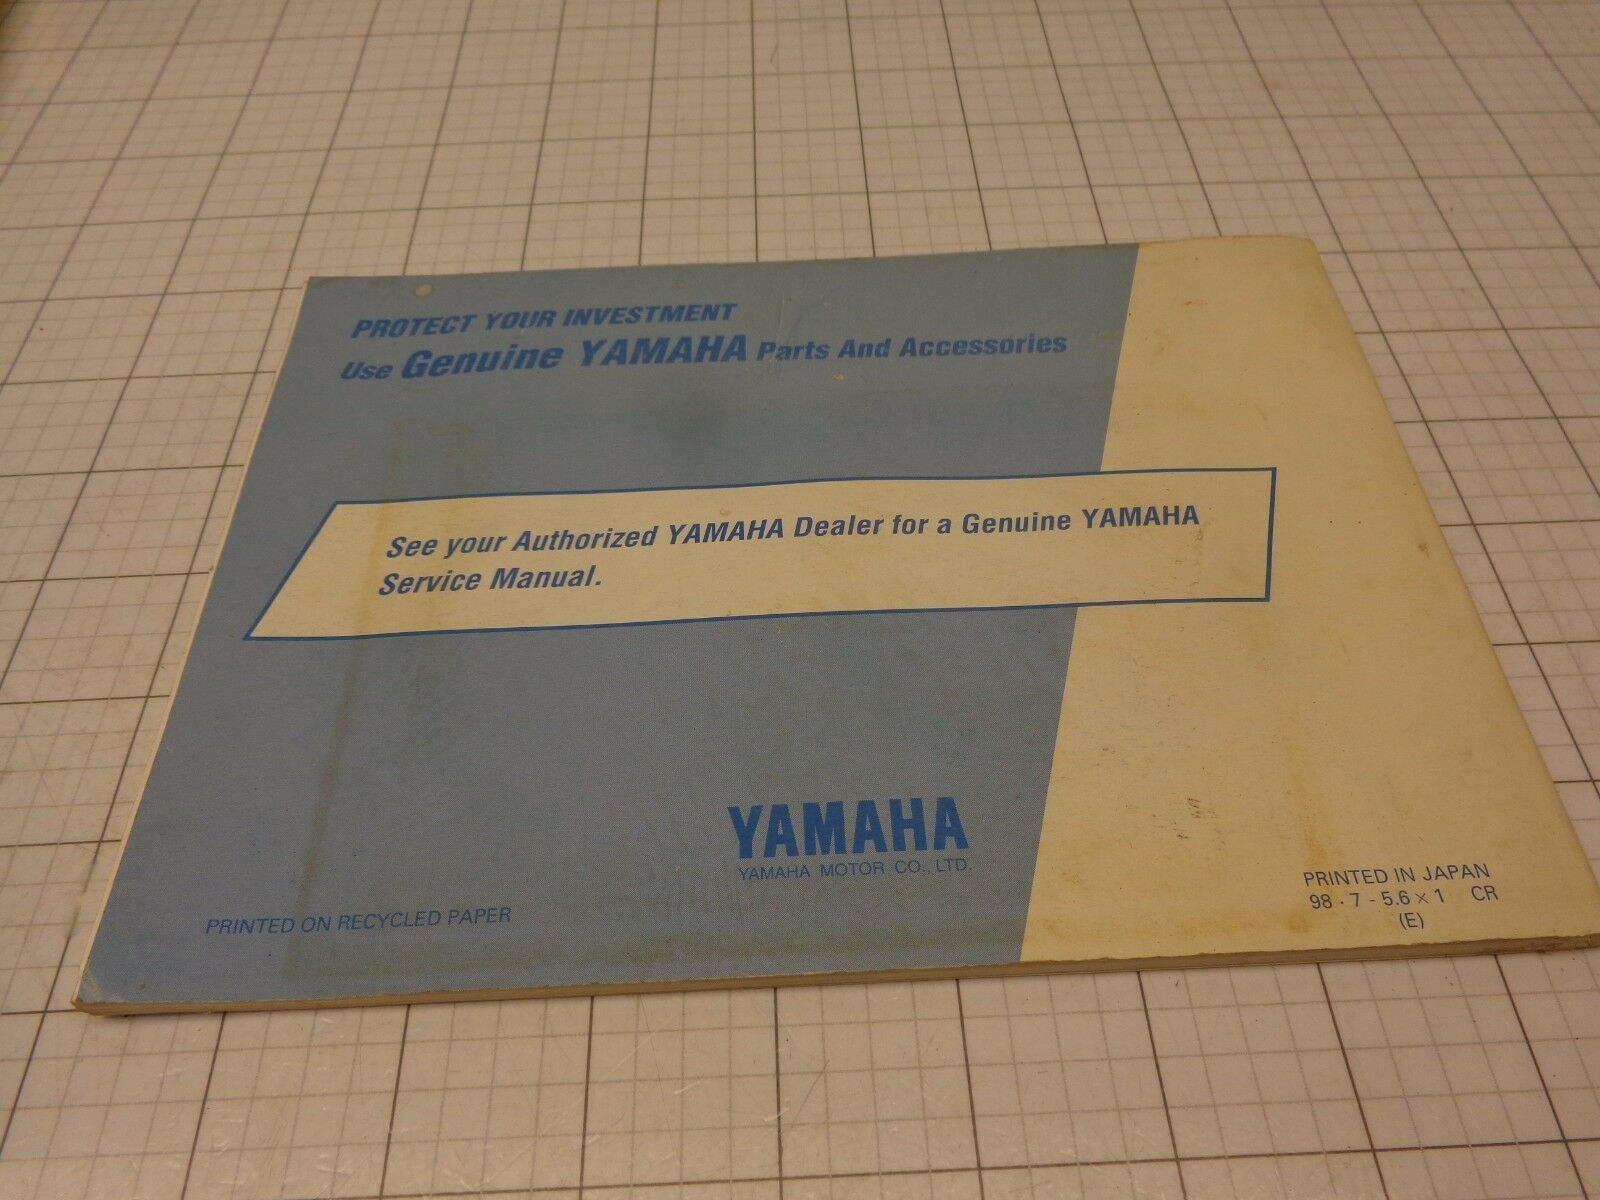 PROTECT YOUR INVESTMENT
Use Genuine YAMAHA Parts And Accessories
See your Authorized YAMAHA Dealer for a Genuine YAMAHA
Service Manual.
YAMAHA
YAMAHA MOTOR CO., LTD.
PRINTED ON RECYCLED PAPER
PRINTED IN JAPAN
98 · 7 - 5.6 × 1 CR
(E)